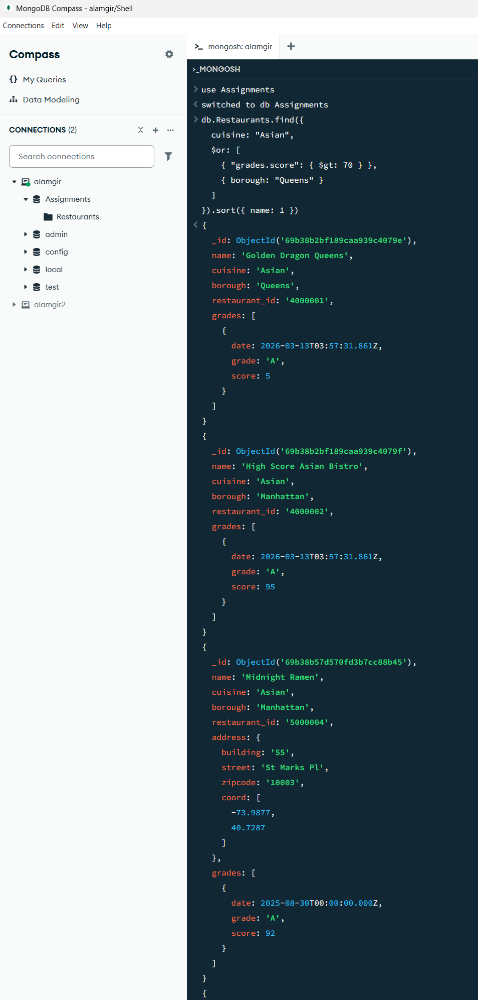 MongoDB Compass - alamgir/Shell
Connections Edit View Help
Compass
My Queries
Data Modeling
CONNECTIONS (2)
Search connections
alamgir
Assignments
Restaurants
admin
config
local
test
alamgir2
>_ mongosh: alamgir
>_MONGOSH
> use Assignments
< switched to db Assignments
> db.Restaurants.find({
cuisine: "Asian",
$or: [
{ "grades.score": { $gt: 70 } },
{ borough: "Queens" }
]
}).sort({ name: 1 })
< {
_id: ObjectId('69b38b2bf189caa939c4079e'),
name: 'Golden Dragon Queens',
cuisine: 'Asian',
borough: 'Queens',
restaurant_id: '4000001',
grades: [
{
date: 2026-03-13T03:57:31.861Z,
grade: 'A',
score: 5
}
]
}
{
_id: ObjectId('69b38b2bf189caa939c4079f'),
name: 'High Score Asian Bistro',
cuisine: 'Asian',
borough: 'Manhattan',
restaurant_id: '4000002',
grades: [
{
date: 2026-03-13T03:57:31.861Z,
grade: 'A',
score: 95
}
]
}
{
_id: ObjectId('69b38b57d570fd3b7cc88b45'),
name: 'Midnight Ramen',
cuisine: 'Asian',
borough: 'Manhattan',
restaurant_id: '5000004',
address: {
building: '55',
street: 'St Marks Pl',
zipcode: '10003',
coord: [
-73.9877,
40.7287
]
},
grades: [
{
date: 2025-08-30T00:00:00.000Z,
grade: 'A',
score: 92
}
]
}
{